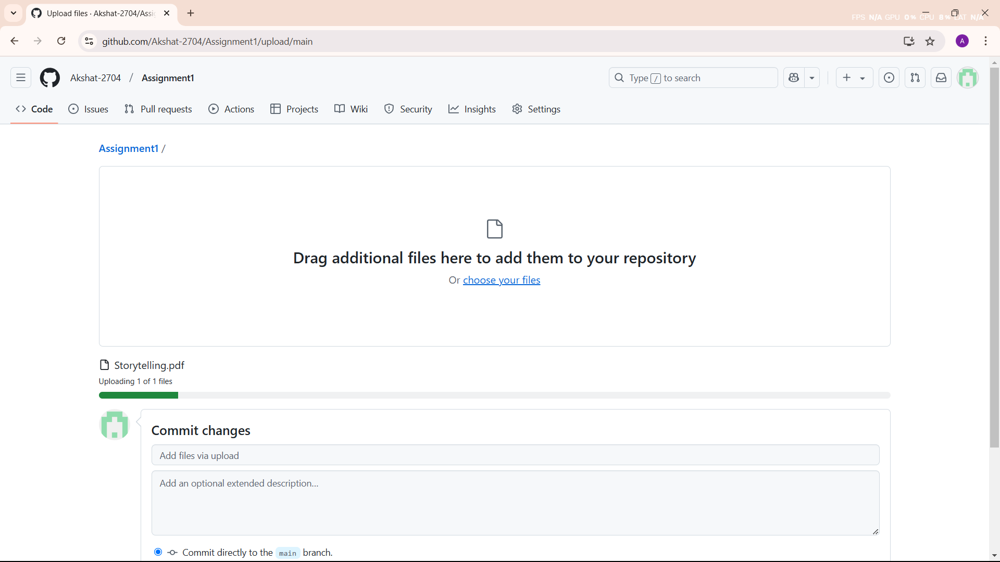 Upload files · Akshat-2704/Assi
FPS N/A GPU 0% CPU 8% LAT N/A
github.com/Akshat-2704/Assignment1/upload/main
A
Akshat-2704 / Assignment1
Type / to search
Code Issues Pull requests Actions Projects Wiki Security Insights Settings
Assignment1 /
Drag additional files here to add them to your repository
Or choose your files
Storytelling.pdf
Uploading 1 of 1 files
Commit changes
Add files via upload
Add an optional extended description...
Commit directly to the main branch.